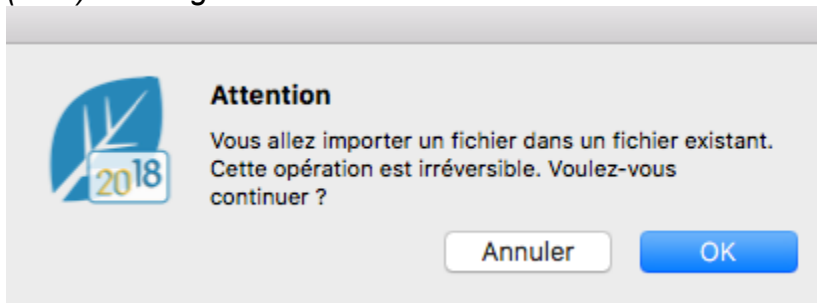 Attention
Vous allez importer un fichier dans un fichier existant.
Cette opération est irréversible. Voulez-vous
continuer ?
2018
Annuler
OK